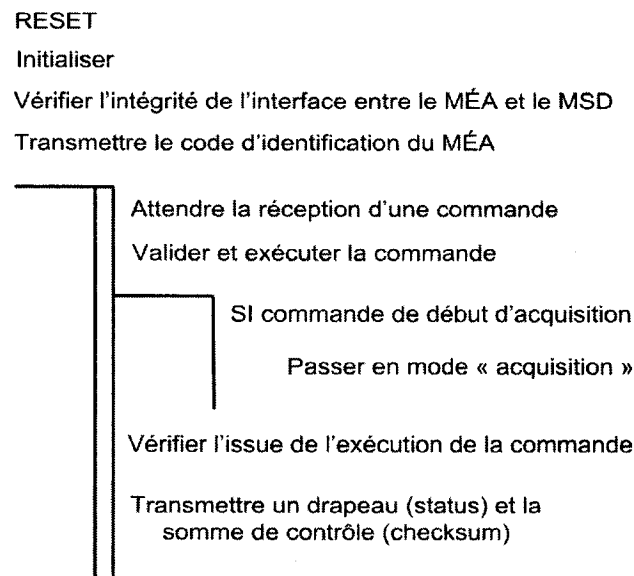 RESET
Initialiser
Vérifier l'intégrité de l'interface entre le MÉA et le MSD
Transmettre le code d'identification du MÉA
Attendre la réception d'une commande
Valider et exécuter la commande
SI commande de début d'acquisition
Passer en mode « acquisition »
Vérifier l'issue de l'exécution de la commande
Transmettre un drapeau (status) et la
somme de contrôle (checksum)